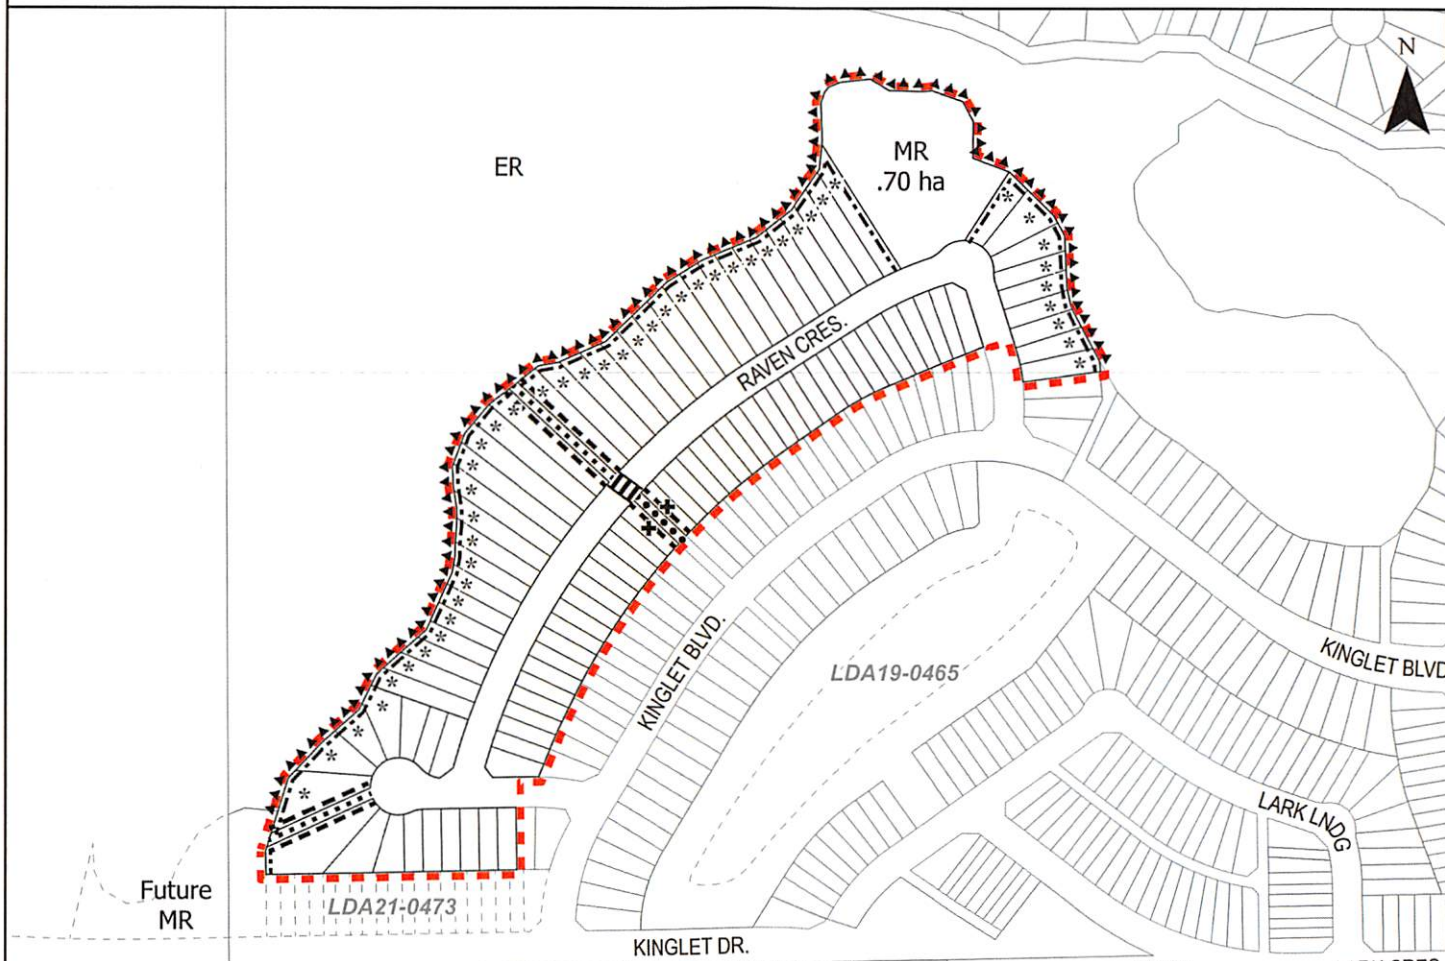 N
ER
MR
.70 ha
RAVEN CRES.
KINGLET BLVD.
LDA19-0465
KINGLET BLVD
LARK LNDG
Future
MR
LDA21-0473
KINGLET DR.